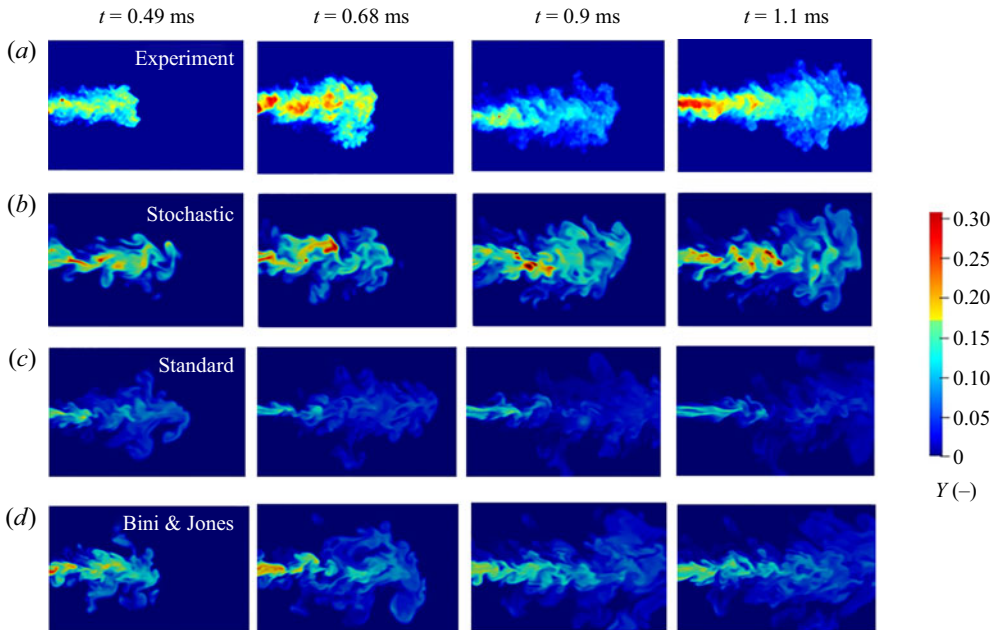 t = 0.49 ms t = 0.68 ms t = 0.9 ms t = 1.1 ms
(a) Experiment
(b) Stochastic
(c) Standard
(d) Bini & Jones
0.30
0.25
0.20
0.15
0.10
0.05
0
Y (–)